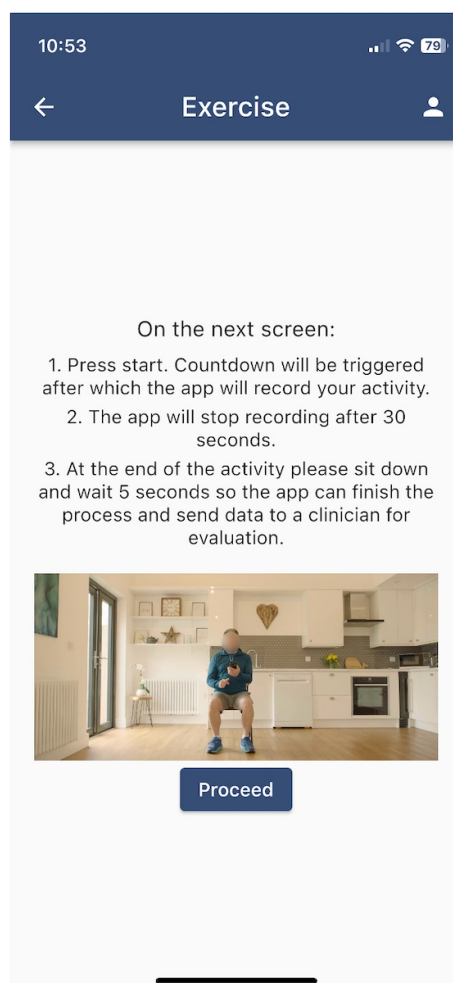 10:53
79
Exercise
On the next screen:
1. Press start. Countdown will be triggered
after which the app will record your activity.
2. The app will stop recording after 30
seconds.
3. At the end of the activity please sit down
and wait 5 seconds so the app can finish the
process and send data to a clinician for
evaluation.
Proceed